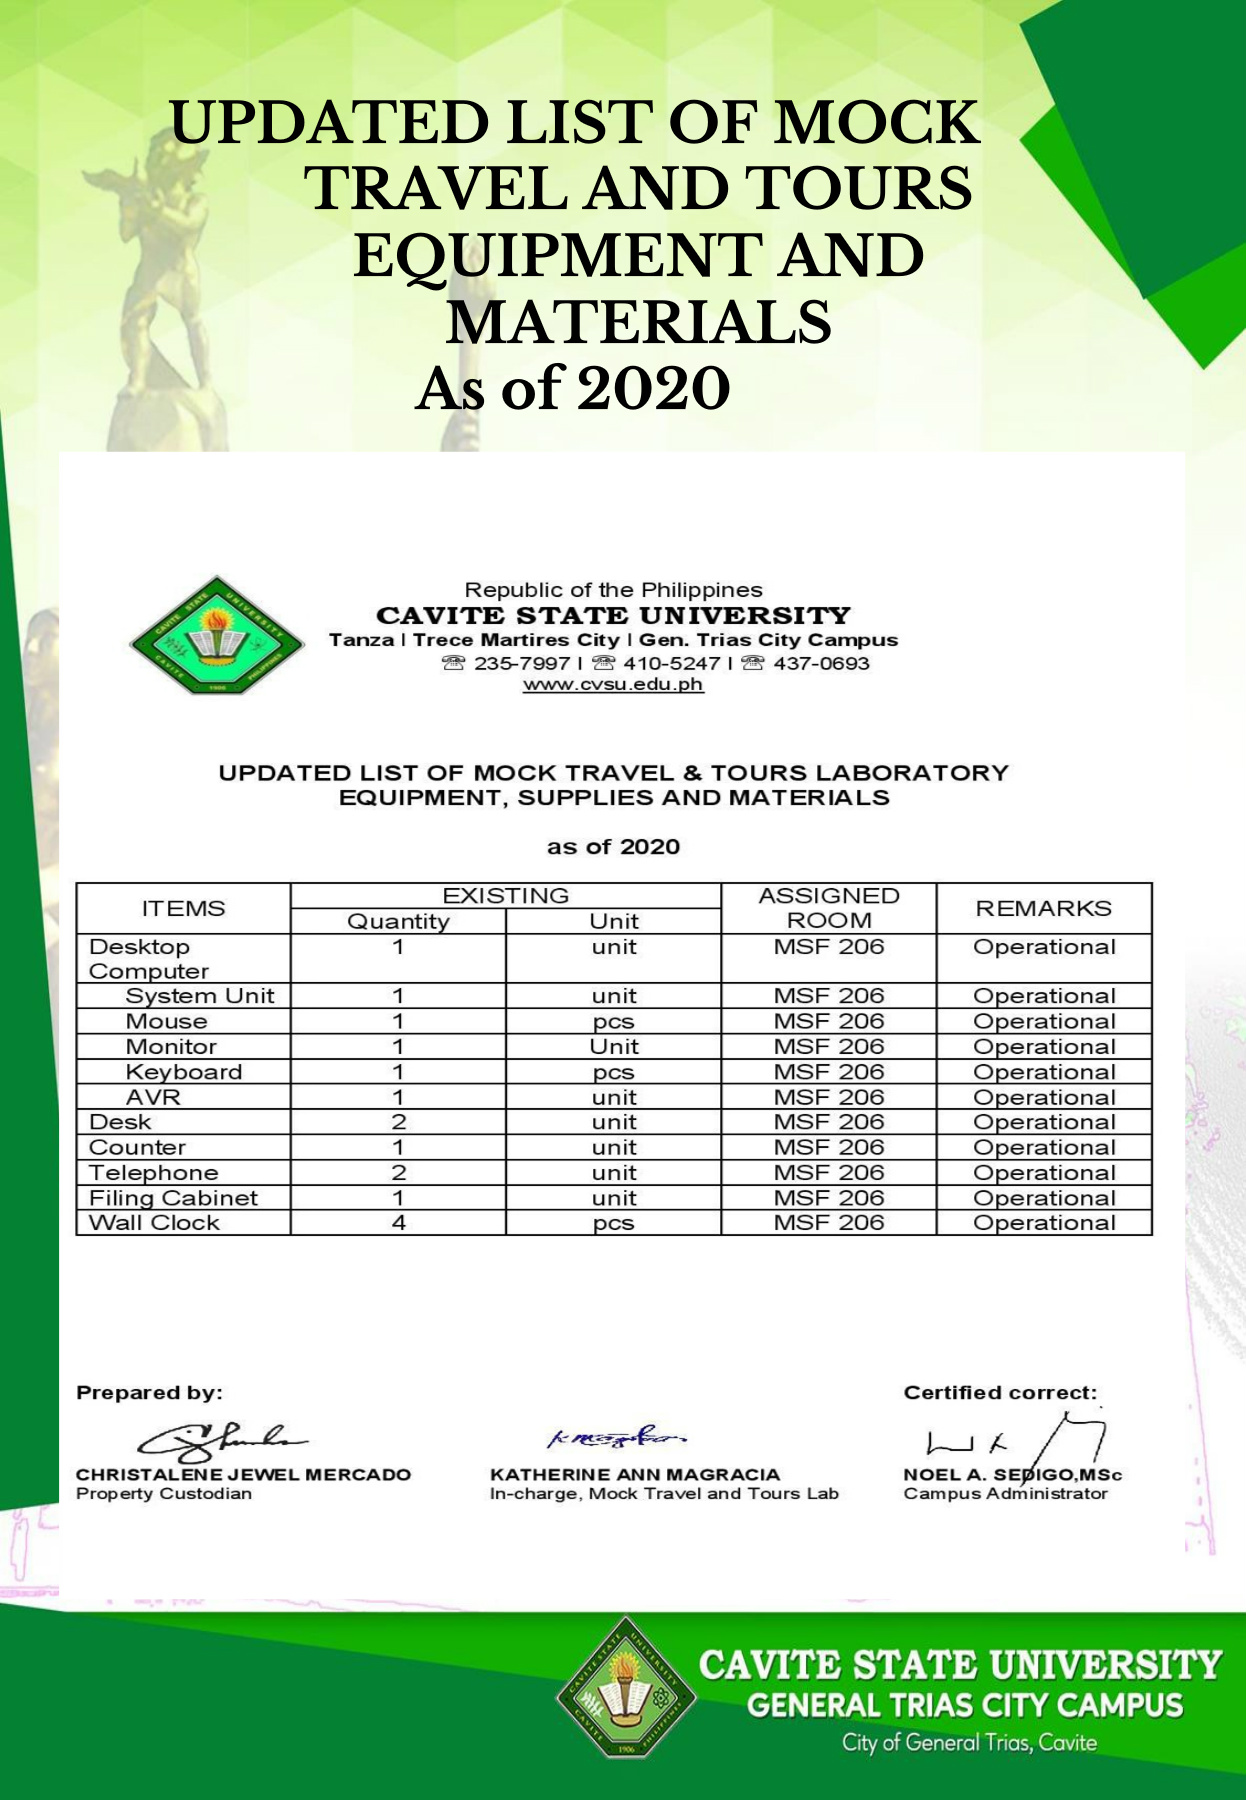 UPDATED LIST OF MOCK
TRAVEL AND TOURS
EQUIPMENT AND
MATERIALS
As of 2020
CAVITE STATE UNIVERSITY
CAVITE PHILIPPINES
1906
Republic of the Philippines
CAVITE STATE UNIVERSITY
Tanza | Trece Martires City | Gen. Trias City Campus
☏ 235-7997 | ☏ 410-5247 | ☏ 437-0693
www.cvsu.edu.ph
UPDATED LIST OF MOCK TRAVEL & TOURS LABORATORY
EQUIPMENT, SUPPLIES AND MATERIALS
as of 2020
ITEMS EXISTING ASSIGNED ROOM REMARKS
Quantity Unit
Desktop Computer 1 unit MSF 206 Operational
System Unit 1 unit MSF 206 Operational
Mouse 1 pcs MSF 206 Operational
Monitor 1 Unit MSF 206 Operational
Keyboard 1 pcs MSF 206 Operational
AVR 1 unit MSF 206 Operational
Desk 2 unit MSF 206 Operational
Counter 1 unit MSF 206 Operational
Telephone 2 unit MSF 206 Operational
Filing Cabinet 1 unit MSF 206 Operational
Wall Clock 4 pcs MSF 206 Operational
Prepared by: Certified correct:
CHRISTALENE JEWEL MERCADO KATHERINE ANN MAGRACIA NOEL A. SEDIGO,MSc
Property Custodian In-charge, Mock Travel and Tours Lab Campus Administrator
CAVITE STATE UNIVERSITY
CAVITE PHILIPPINES
1906
CAVITE STATE UNIVERSITY
GENERAL TRIAS CITY CAMPUS
City of General Trias, Cavite